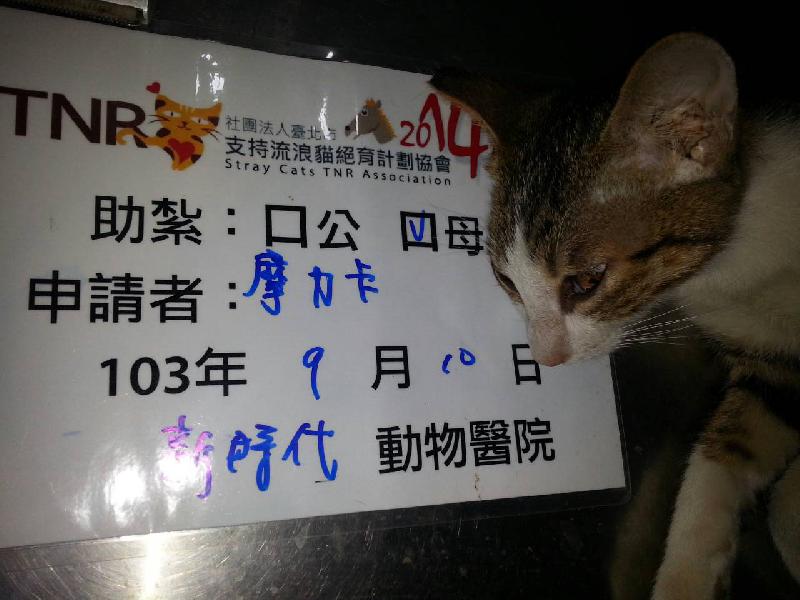 TNR 社團法人臺北市 2014
支持流浪貓絕育計劃協會
Stray Cats TNR Association
助紮：口公 口母
申請者：摩力卡
103年 9 月 10 日
新時代 動物醫院